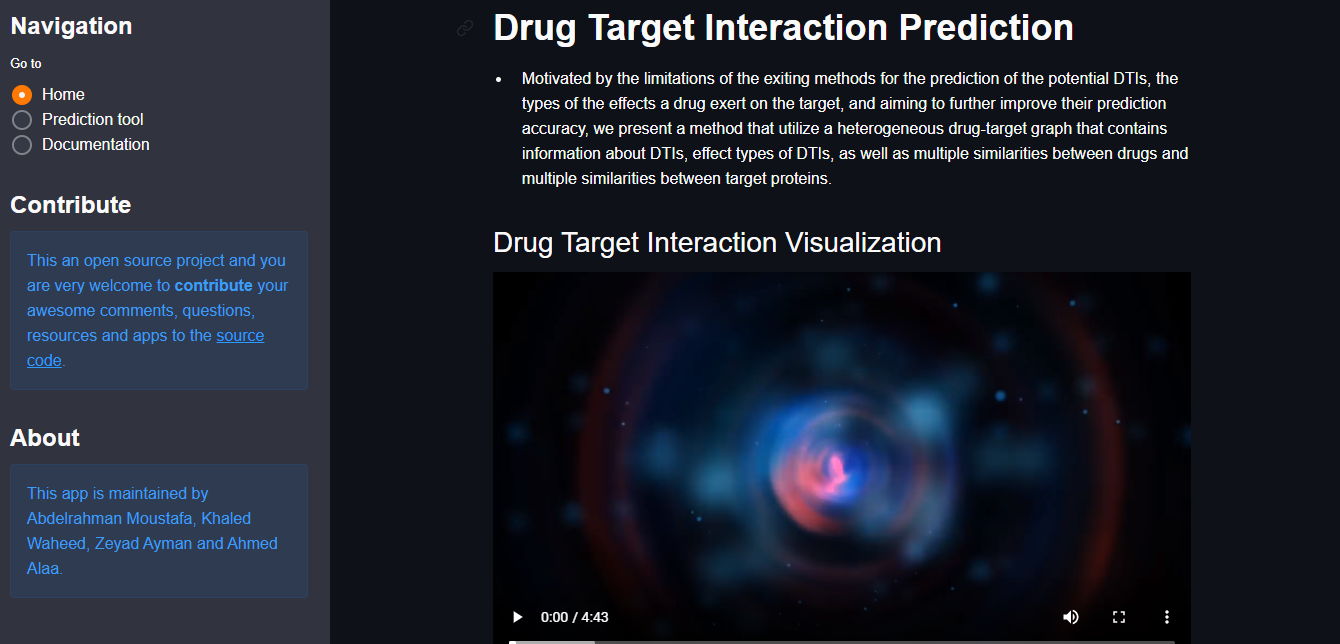 Navigation
Go to
Home
Prediction tool
Documentation
Contribute
This an open source project and you
are very welcome to contribute your
awesome comments, questions,
resources and apps to the source
code.
About
This app is maintained by
Abdelrahman Moustafa, Khaled
Waheed, Zeyad Ayman and Ahmed
Alaa.
Drug Target Interaction Prediction
Motivated by the limitations of the exiting methods for the prediction of the potential DTIs, the
types of the effects a drug exert on the target, and aiming to further improve their prediction
accuracy, we present a method that utilize a heterogeneous drug-target graph that contains
information about DTIs, effect types of DTIs, as well as multiple similarities between drugs and
multiple similarities between target proteins.
Drug Target Interaction Visualization
0:00 / 4:43